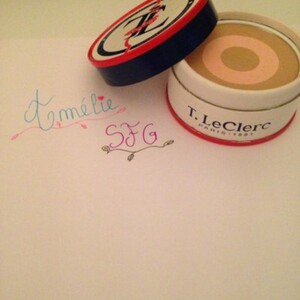 Amélie
SFG
T. LeClerc
PARIS-1881